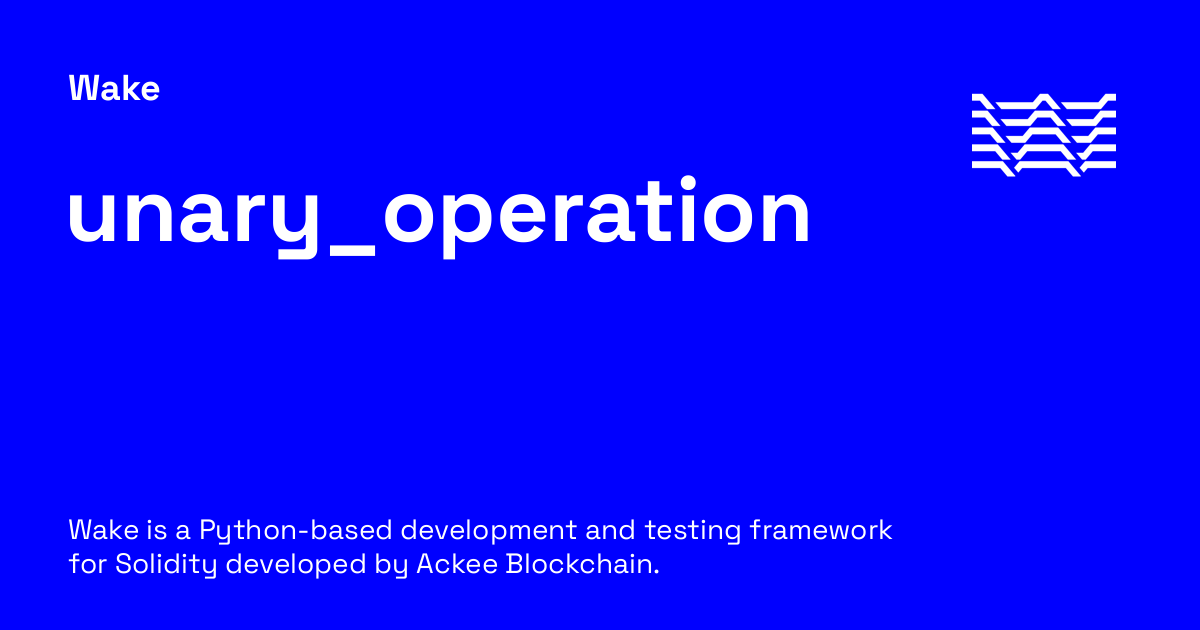 Wake
unary_operation
Wake is a Python-based development and testing framework
for Solidity developed by Ackee Blockchain.